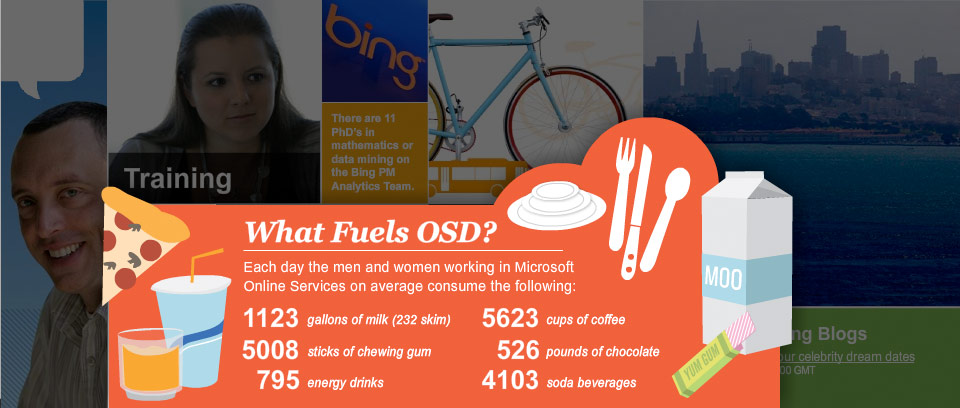 bing
There are 11
PhD's in
mathematics or
data mining on
the Bing PM
Analytics Team.
Training
What Fuels OSD?
Each day the men and women working in Microsoft
Online Services on average consume the following:
1123 gallons of milk (232 skim)
5623 cups of coffee
5008 sticks of chewing gum
526 pounds of chocolate
795 energy drinks
4103 soda beverages
MOO
YUM GUM
Blogs
celebrity dream dates
GMT